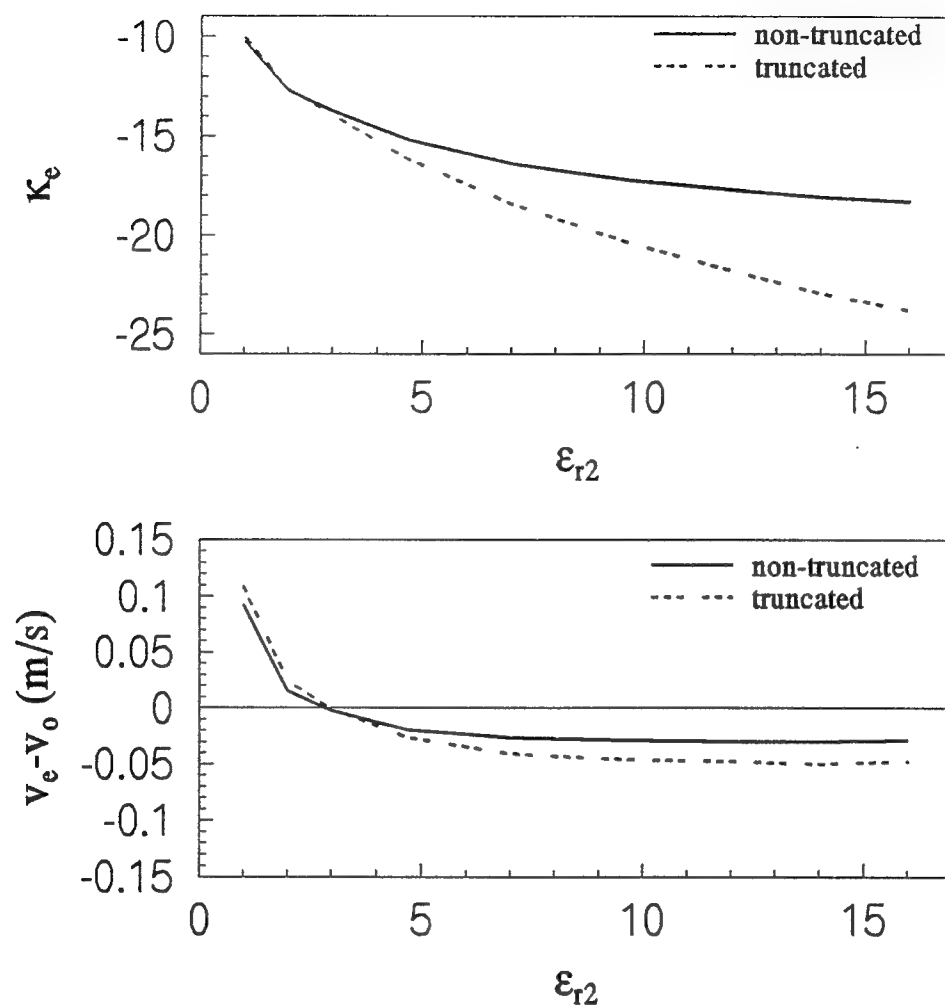 -10
-15
-20
-25
κe
non-truncated
truncated
0 5 10 15
εr2
0.15
0.1
0.05
0
-0.05
-0.1
-0.15
ve-vo (m/s)
non-truncated
truncated
0 5 10 15
εr2